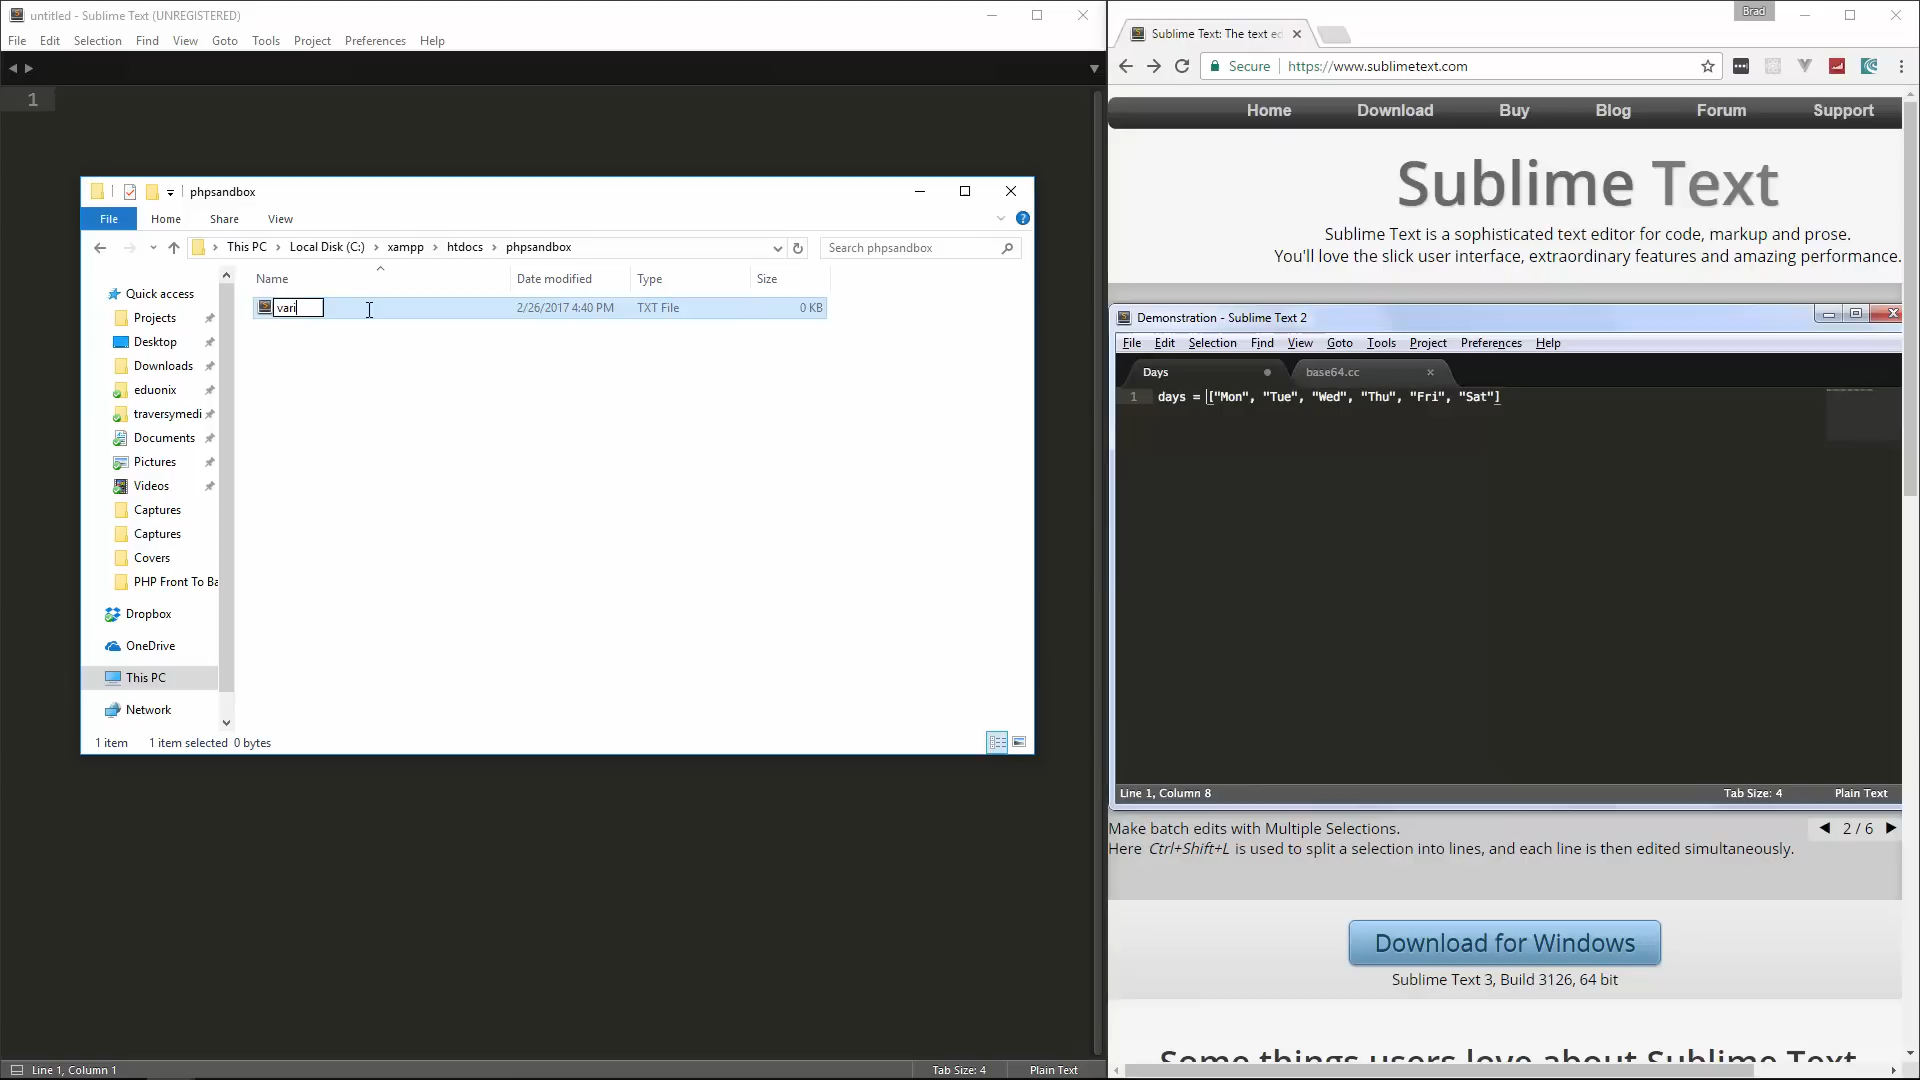 untitled - Sublime Text (UNREGISTERED)
File Edit Selection Find View Goto Tools Project Preferences Help
1
phpsandbox
File Home Share View
This PC Local Disk (C:) xampp htdocs phpsandbox
Search phpsandbox
Name Date modified Type Size
vari 2/26/2017 4:40 PM TXT File 0 KB
Quick access
Projects
Desktop
Downloads
eduonix
traversymedi
Documents
Pictures
Videos
Captures
Captures
Covers
PHP Front To Ba
Dropbox
OneDrive
This PC
Network
1 item 1 item selected 0 bytes
Line 1, Column 1 Tab Size: 4 Plain Text
Brad
Sublime Text: The text ed
Secure https://www.sublimetext.com
Home Download Buy Blog Forum Support
Sublime Text
Sublime Text is a sophisticated text editor for code, markup and prose.
You'll love the slick user interface, extraordinary features and amazing performance.
Demonstration - Sublime Text 2
File Edit Selection Find View Goto Tools Project Preferences Help
Days base64.cc
1 days = ["Mon", "Tue", "Wed", "Thu", "Fri", "Sat"]
Line 1, Column 8 Tab Size: 4 Plain Text
Make batch edits with Multiple Selections. 2 / 6
Here Ctrl+Shift+L is used to split a selection into lines, and each line is then edited simultaneously.
Download for Windows
Sublime Text 3, Build 3126, 64 bit
Some things users love about Sublime Text